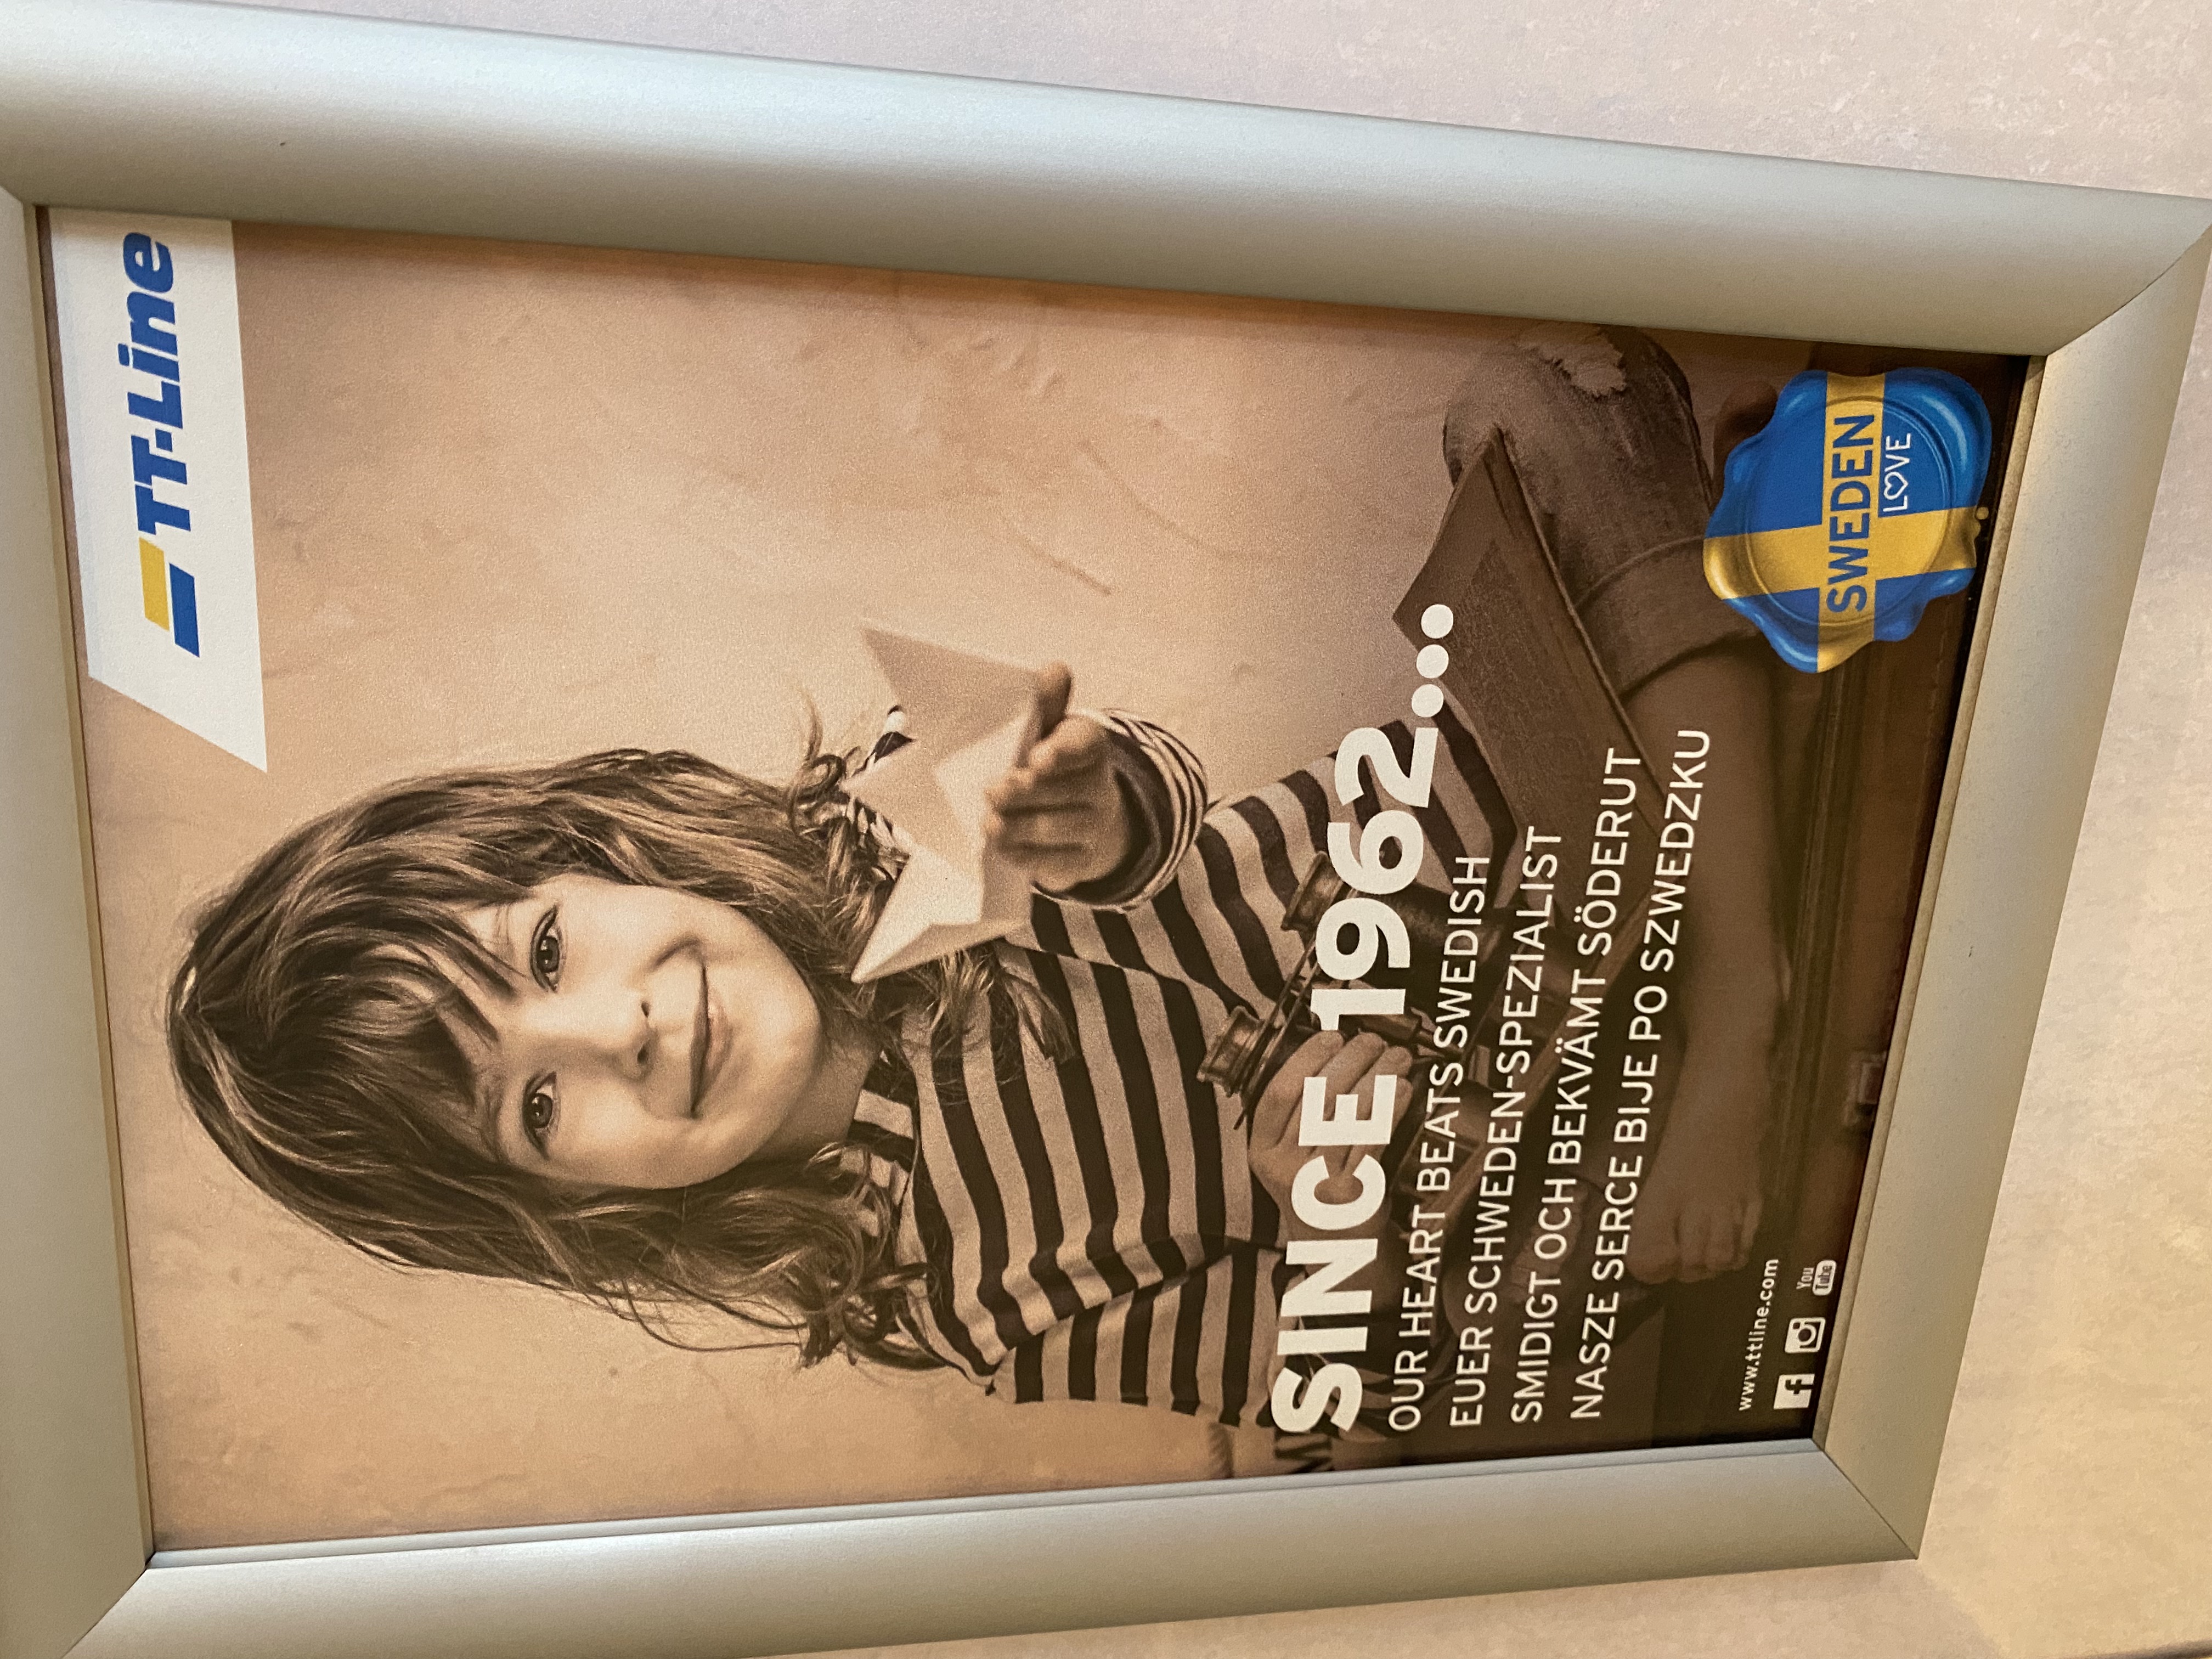 TT-Line
SINCE 1962...
OUR HEART BEATS SWEDISH
EUER SCHWEDEN-SPEZIALIST
SMIDIGT OCH BEKVÄMT SÖDERUT
NASZE SERCE BIJE PO SZWEDZKU
www.ttline.com
f
You
Tube
SWEDEN
LOVE